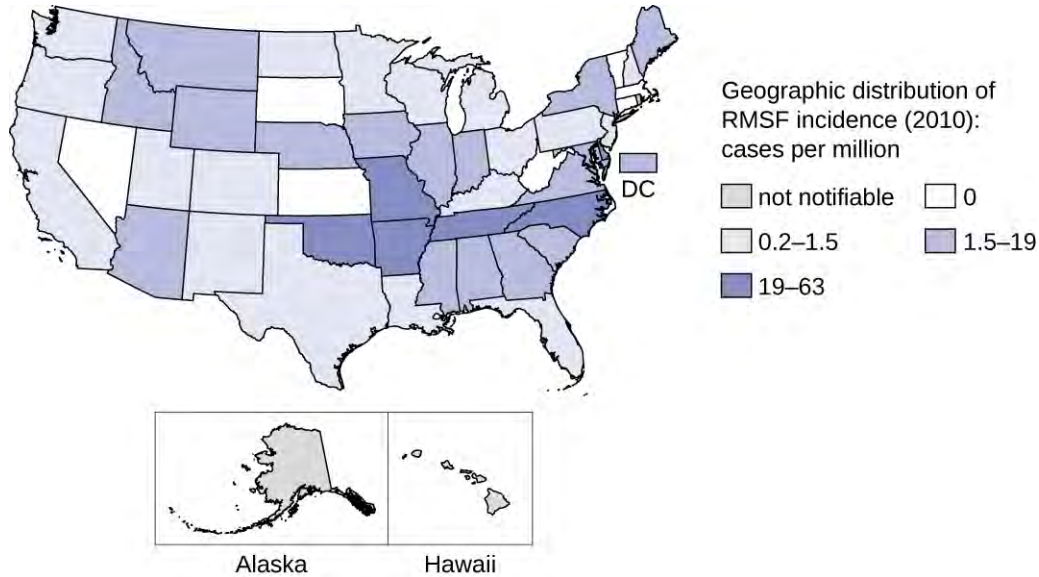 Geographic distribution of
RMSF incidence (2010):
cases per million
not notifiable
0
0.2–1.5
1.5–19
19–63
DC
Alaska
Hawaii